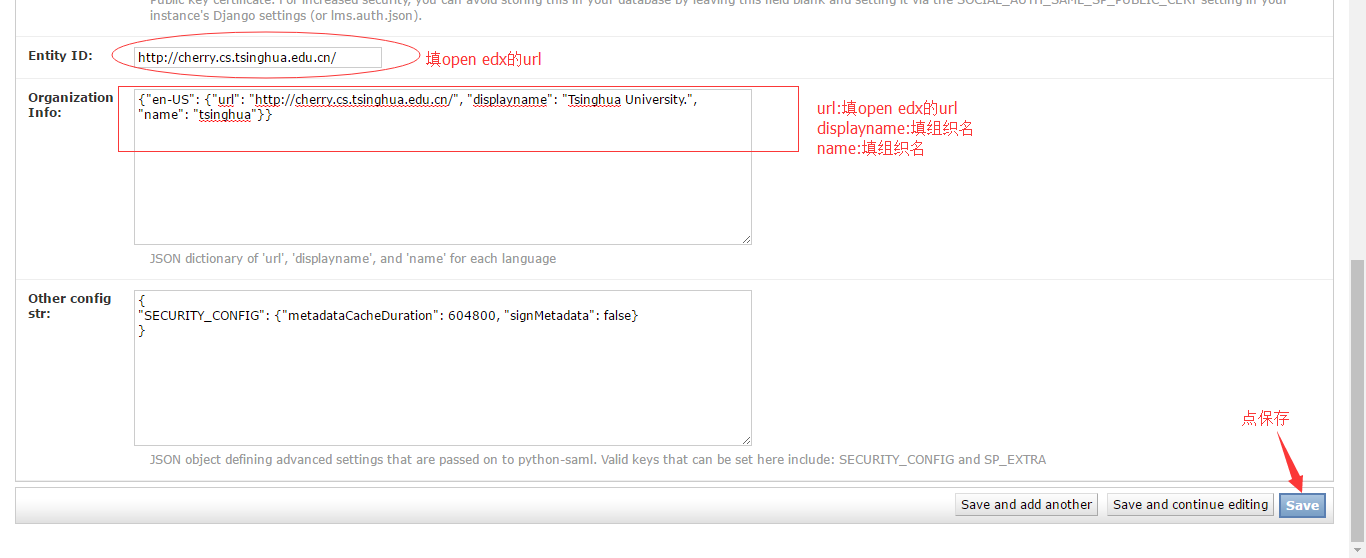 Public key certificate. For increased security, you can avoid storing this in your database by leaving this field blank and setting it via the SOCIAL_AUTH_SAML_SP_PUBLIC_CERT setting in your
instance's Django settings (or lms.auth.json).
Entity ID:
http://cherry.cs.tsinghua.edu.cn/
填open edx的url
Organization
Info:
{"en-US": {"url": "http://cherry.cs.tsinghua.edu.cn/", "displayname": "Tsinghua University.",
"name": "tsinghua"}}
url:填open edx的url
displayname:填组织名
name:填组织名
JSON dictionary of 'url', 'displayname', and 'name' for each language
Other config
str:
{
"SECURITY_CONFIG": {"metadataCacheDuration": 604800, "signMetadata": false}
}
点保存
JSON object defining advanced settings that are passed on to python-saml. Valid keys that can be set here include: SECURITY_CONFIG and SP_EXTRA
Save and add another
Save and continue editing
Save